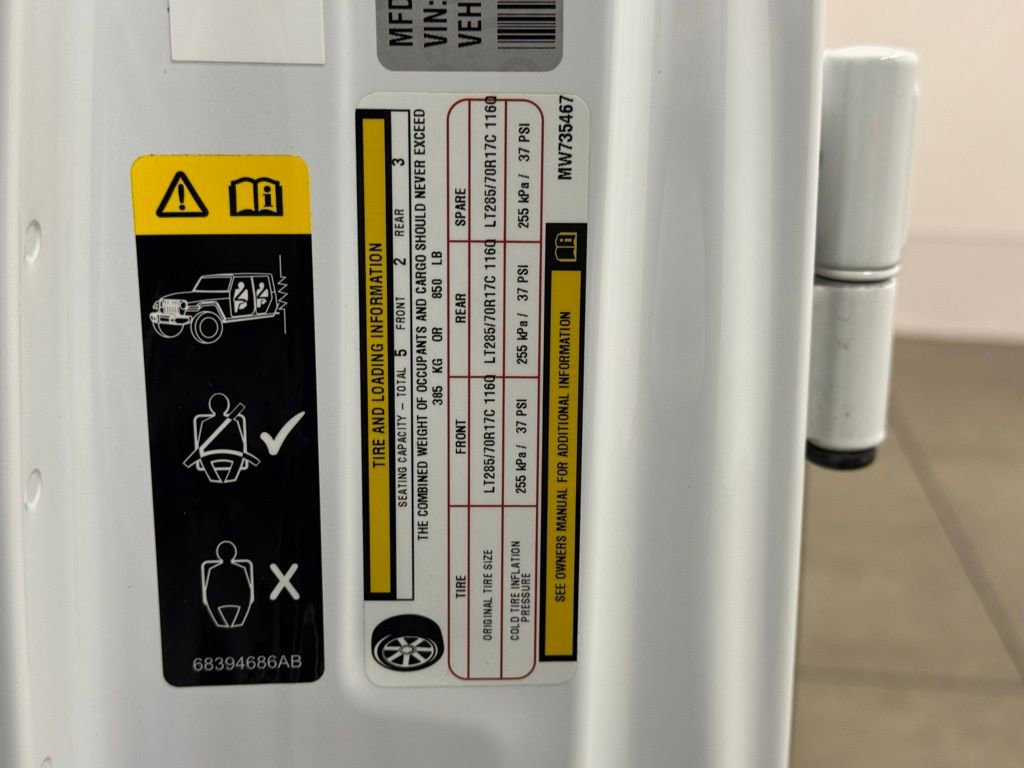 MFD
VIN:
VEH
68394686AB
TIRE AND LOADING INFORMATION
SEATING CAPACITY – TOTAL 5 FRONT 2 REAR 3
THE COMBINED WEIGHT OF OCCUPANTS AND CARGO SHOULD NEVER EXCEED
385 KG OR 850 LB
TIRE FRONT REAR SPARE
ORIGINAL TIRE SIZE LT285/70R17C 116Q LT285/70R17C 116Q LT285/70R17C 116Q
COLD TIRE INFLATION
PRESSURE 255 kPa / 37 PSI 255 kPa / 37 PSI 255 kPa / 37 PSI
SEE OWNERS MANUAL FOR ADDITIONAL INFORMATION
MW735467